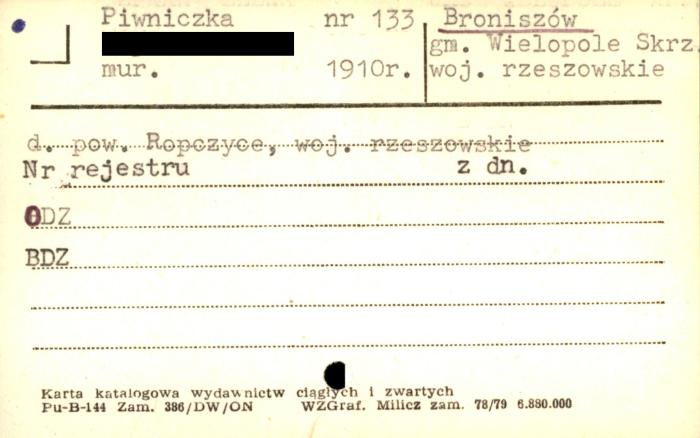 Piwniczka nr 133 Broniszów
gm. Wielopole Skrz.
mur. 1910r. woj. rzeszowskie
d. pow. Ropczyce, woj. rzeszowskie
Nr rejestru z dn.
ODZ
BDZ
Karta katalogowa wydawnictw ciągłych i zwartych
Pu-B-144 Zam. 386/DW/ON WZGraf. Milicz zam. 78/79 6.880.000